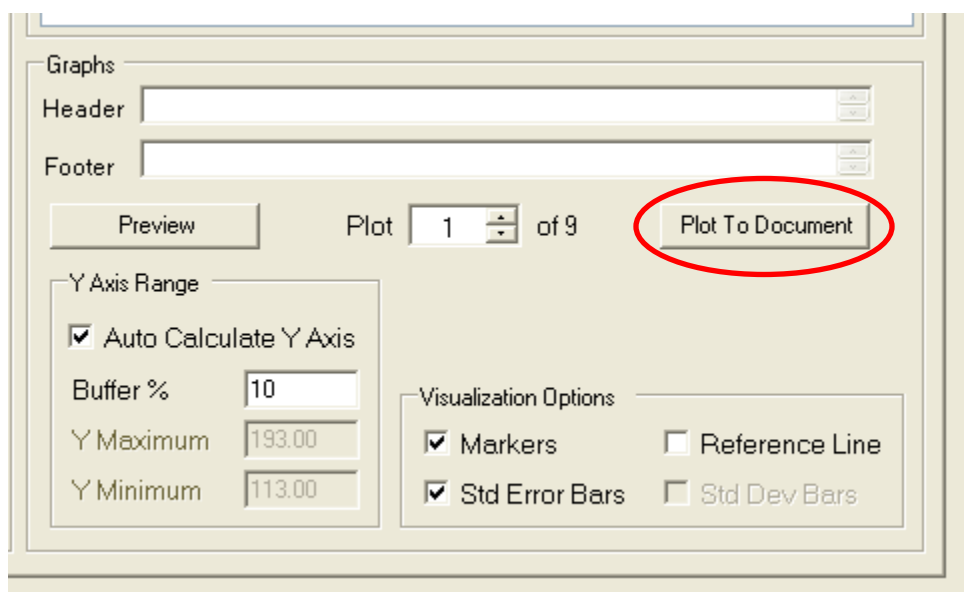 Graphs
Header
Footer
Preview Plot 1 of 9 Plot To Document
Y Axis Range
Auto Calculate Y Axis
Buffer % 10
Y Maximum 193.00
Y Minimum 113.00
Visualization Options
Markers Reference Line
Std Error Bars Std Dev Bars